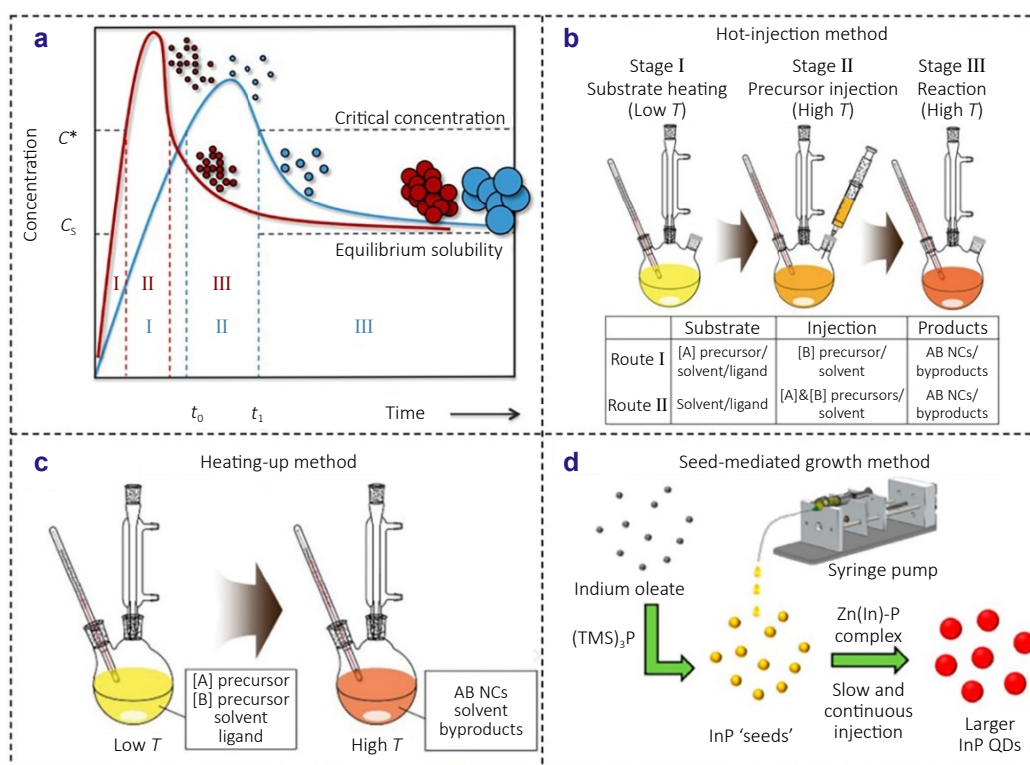 a
Concentration
C*
Cs
Critical concentration
Equilibrium solubility
I
II
III
I
II
III
t0
t1
Time
b
Hot-injection method
Stage I
Substrate heating
(Low T)
Stage II
Precursor injection
(High T)
Stage III
Reaction
(High T)
Substrate
Injection
Products
Route I
[A] precursor/
solvent/ligand
[B] precursor/
solvent
AB NCs/
byproducts
Route II
Solvent/ligand
[A]&[B] precursors/
solvent
AB NCs/
byproducts
c
Heating-up method
[A] precursor
[B] precursor
solvent
ligand
Low T
AB NCs
solvent
byproducts
High T
d
Seed-mediated growth method
Indium oleate
Syringe pump
(TMS)3P
InP ‘seeds’
Zn(In)-P
complex
Slow and
continuous
injection
Larger
InP QDs